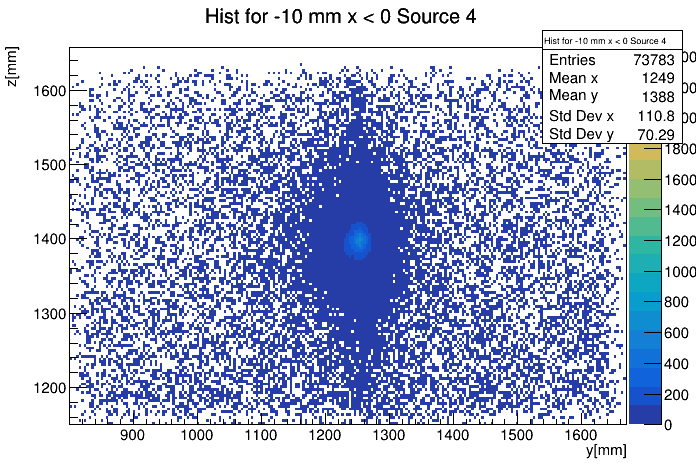 Hist for -10 mm x < 0 Source 4
z[mm]
Hist for -10 mm x < 0 Source 4
Entries 73783
Mean x 1249
Mean y 1388
Std Dev x 110.8
Std Dev y 70.29
1600
1500
1400
1300
1200
1800
1600
1400
1200
1000
800
600
400
200
0
900 1000 1100 1200 1300 1400 1500 1600
y[mm]